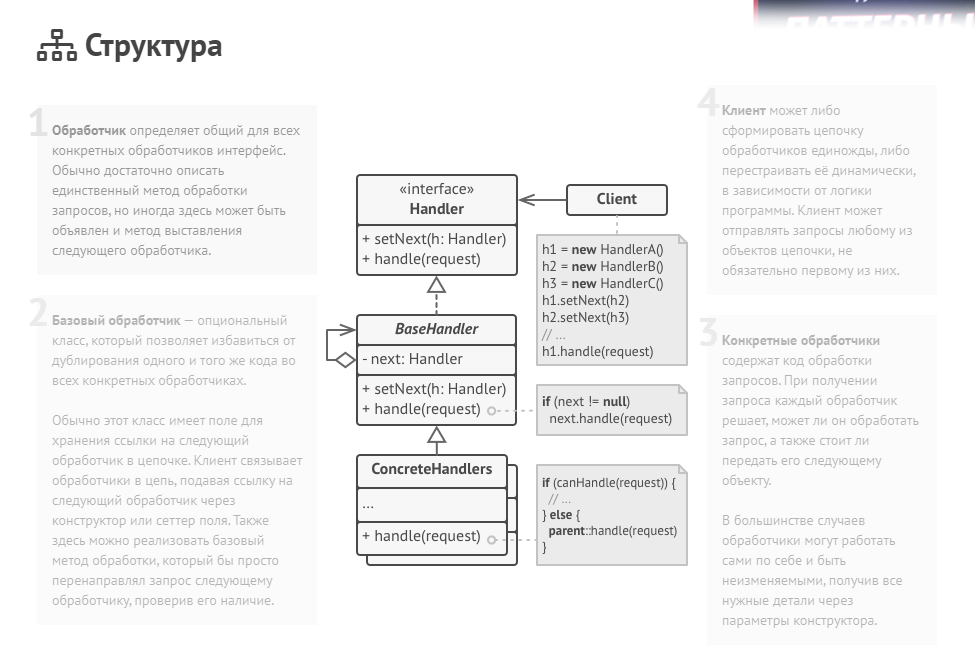 ПАТТЕРНЫ
Структура
1
Обработчик определяет общий для всех
конкретных обработчиков интерфейс.
Обычно достаточно описать
единственный метод обработки
запросов, но иногда здесь может быть
объявлен и метод выставления
следующего обработчика.
2
Базовый обработчик — опциональный
класс, который позволяет избавиться от
дублирования одного и того же кода во
всех конкретных обработчиках.
Обычно этот класс имеет поле для
хранения ссылки на следующий
обработчик в цепочке. Клиент связывает
обработчики в цепь, подавая ссылку на
следующий обработчик через
конструктор или сеттер поля. Также
здесь можно реализовать базовый
метод обработки, который бы просто
перенаправлял запрос следующему
обработчику, проверив его наличие.
«interface»
Handler
+ setNext(h: Handler)
+ handle(request)
BaseHandler
- next: Handler
+ setNext(h: Handler)
+ handle(request)
ConcreteHandlers
...
+ handle(request)
Client
h1 = new HandlerA()
h2 = new HandlerB()
h3 = new HandlerC()
h1.setNext(h2)
h2.setNext(h3)
// ...
h1.handle(request)
if (next != null)
next.handle(request)
if (canHandle(request)) {
// ...
} else {
parent::handle(request)
}
4
Клиент может либо
сформировать цепочку
обработчиков единожды, либо
перестраивать её динамически,
в зависимости от логики
программы. Клиент может
отправлять запросы любому из
объектов цепочки, не
обязательно первому из них.
3
Конкретные обработчики
содержат код обработки
запросов. При получении
запроса каждый обработчик
решает, может ли он обработать
запрос, а также стоит ли
передать его следующему
объекту.
В большинстве случаев
обработчики могут работать
сами по себе и быть
неизменяемыми, получив все
нужные детали через
параметры конструктора.